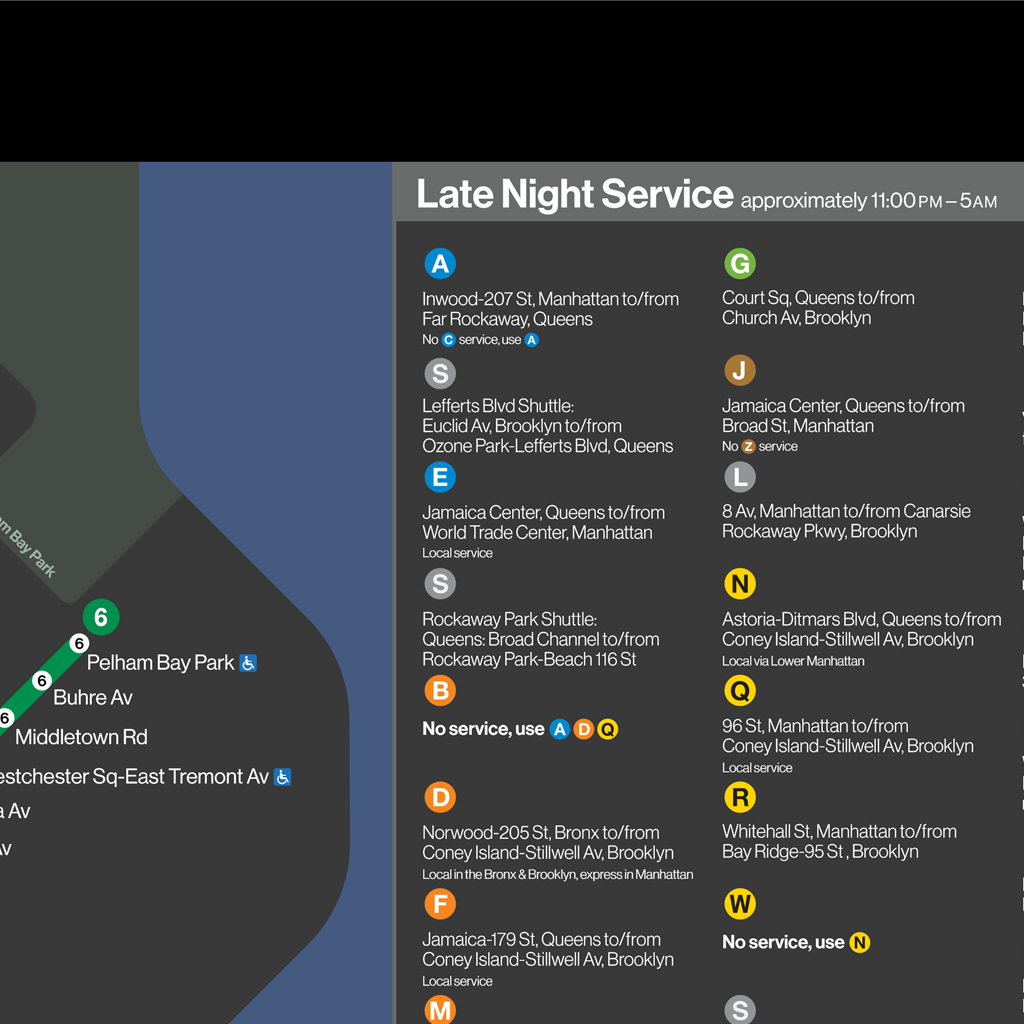 Late Night Service approximately 11:00 PM – 5 AM
A
Inwood-207 St, Manhattan to/from
Far Rockaway, Queens
No C service, use A
S
Lefferts Blvd Shuttle:
Euclid Av, Brooklyn to/from
Ozone Park-Lefferts Blvd, Queens
E
Jamaica Center, Queens to/from
World Trade Center, Manhattan
Local service
S
Rockaway Park Shuttle:
Queens: Broad Channel to/from
Rockaway Park-Beach 116 St
B
No service, use A D Q
D
Norwood-205 St, Bronx to/from
Coney Island-Stillwell Av, Brooklyn
Local in the Bronx & Brooklyn, express in Manhattan
F
Jamaica-179 St, Queens to/from
Coney Island-Stillwell Av, Brooklyn
Local service
M
G
Court Sq, Queens to/from
Church Av, Brooklyn
J
Jamaica Center, Queens to/from
Broad St, Manhattan
No Z service
L
8 Av, Manhattan to/from Canarsie
Rockaway Pkwy, Brooklyn
N
Astoria-Ditmars Blvd, Queens to/from
Coney Island-Stillwell Av, Brooklyn
Local via Lower Manhattan
Q
96 St, Manhattan to/from
Coney Island-Stillwell Av, Brooklyn
Local service
R
Whitehall St, Manhattan to/from
Bay Ridge-95 St , Brooklyn
W
No service, use N
S
Bay Park
6
6
Pelham Bay Park
6
Buhre Av
6
Middletown Rd
Sq-East Tremont Av
Av